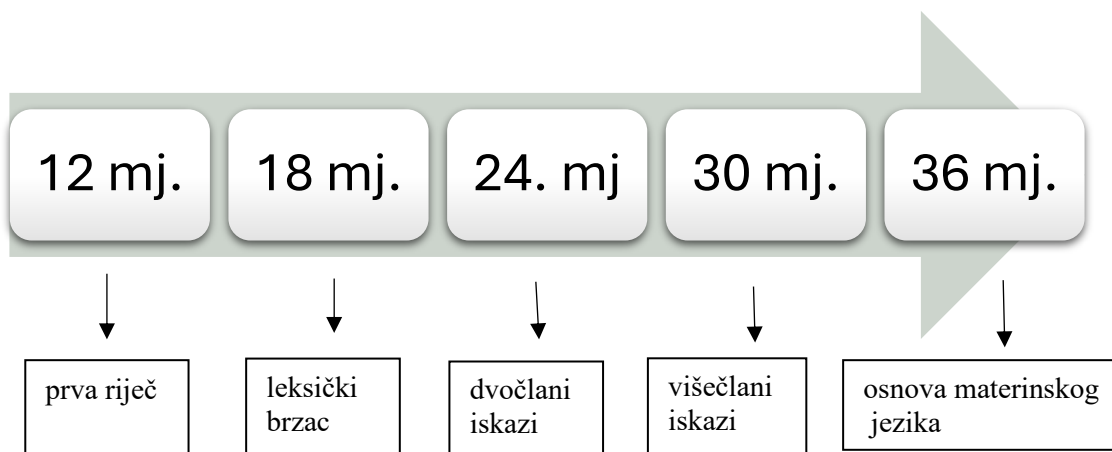 12 mj.
18 mj.
24. mj
30 mj.
36 mj.
prva riječ
leksički
brzac
dvočlani
iskazi
višečlani
iskazi
osnova materinskog
jezika